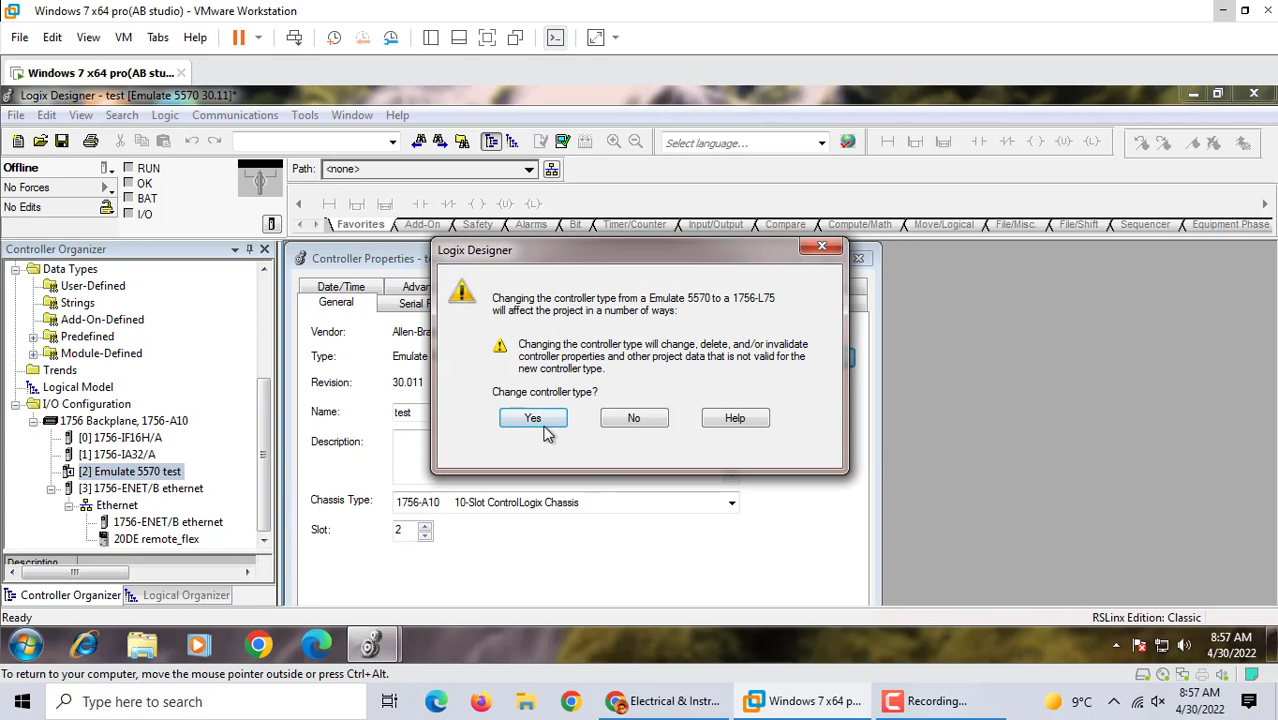 Windows 7 x64 pro(AB studio) - VMware Workstation
File Edit View VM Tabs Help
Windows 7 x64 pro(AB stu...
Logix Designer - test [Emulate 5570 30.11]*
File Edit View Search Logic Communications Tools Window Help
Select language...
Offline RUN Path: <none>
No Forces OK
BAT
No Edits I/O
Favorites Add-On Safety Alarms Bit Timer/Counter Input/Output Compare Compute/Math Move/Logical File/Misc. File/Shift Sequencer Equipment Phase
Controller Organizer
Data Types
User-Defined
Strings
Add-On-Defined
Predefined
Module-Defined
Trends
Logical Model
I/O Configuration
1756 Backplane, 1756-A10
[0] 1756-IF16H/A
[1] 1756-IA32/A
[2] Emulate 5570 test
[3] 1756-ENET/B ethernet
Ethernet
1756-ENET/B ethernet
20DE remote_flex
Description
Controller Organizer Logical Organizer
Controller Properties - te
Date/Time Advan
General Serial P
Vendor: Allen-Bra
Type: Emulate
Revision: 30.011
Name: test
Description:
Chassis Type: 1756-A10 10-Slot ControlLogix Chassis
Slot: 2
Logix Designer
Changing the controller type from a Emulate 5570 to a 1756-L75
will affect the project in a number of ways:
Changing the controller type will change, delete, and/or invalidate
controller properties and other project data that is not valid for the
new controller type.
Change controller type?
Yes No Help
Ready RSLinx Edition: Classic
8:57 AM
4/30/2022
To return to your computer, move the mouse pointer outside or press Ctrl+Alt.
Type here to search Electrical & Instr... Windows 7 x64 p... Recording... 9°C 8:57 AM
4/30/2022